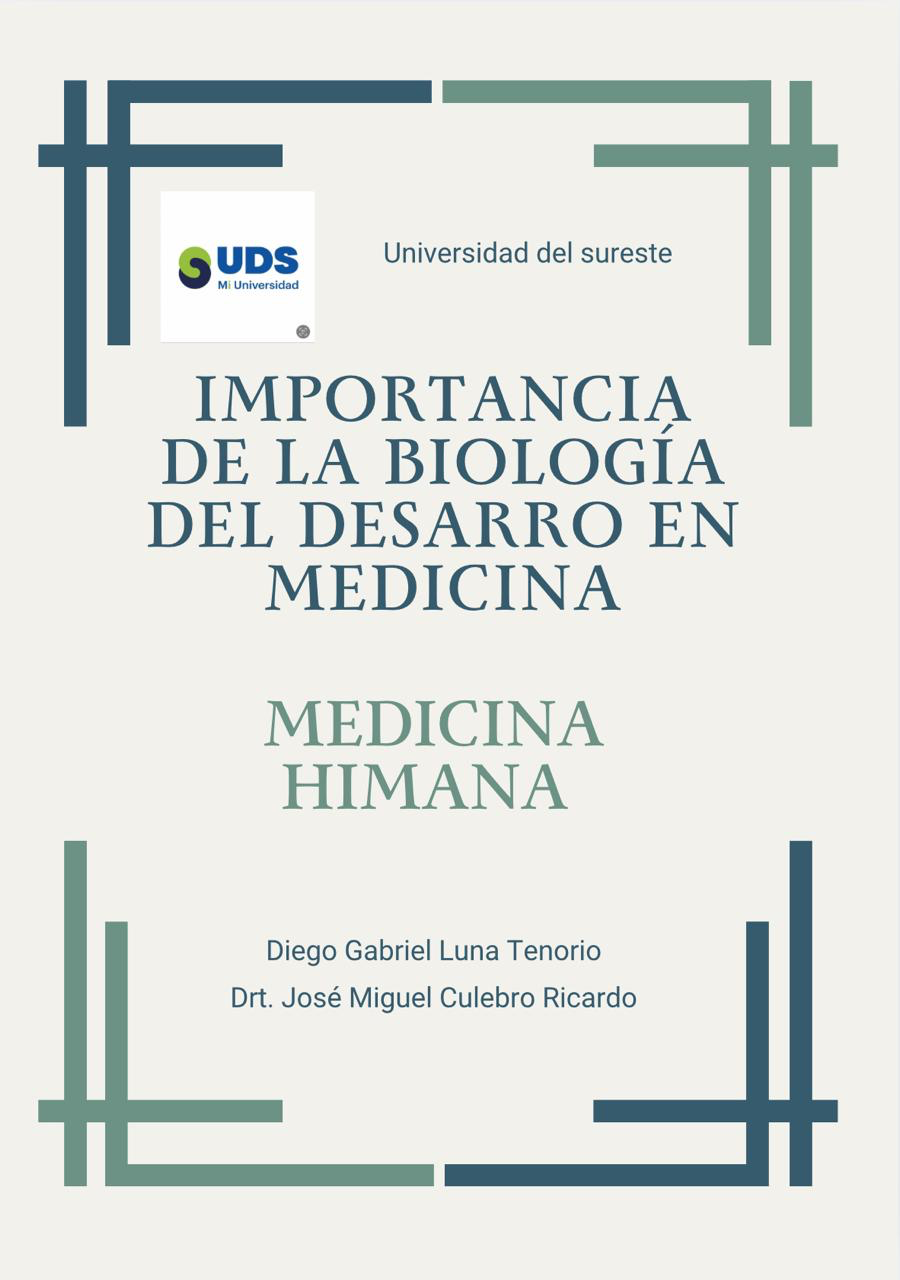 UDS
Mi Universidad
Universidad del sureste
IMPORTANCIA
DE LA BIOLOGÍA
DEL DESARRO EN
MEDICINA
MEDICINA
HIMANA
Diego Gabriel Luna Tenorio
Drt. José Miguel Culebro Ricardo